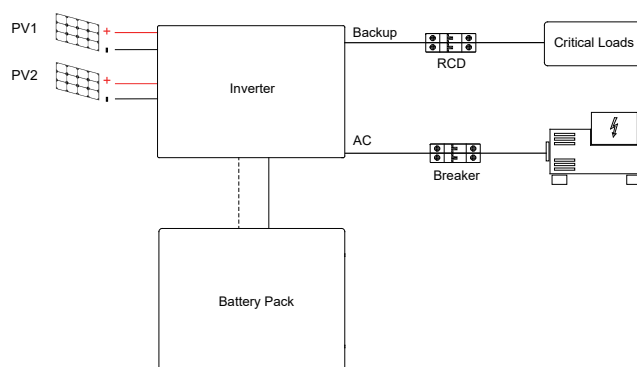 PV1
+
-
Backup
RCD
Critical Loads
PV2
+
-
Inverter
AC
Breaker
Battery Pack